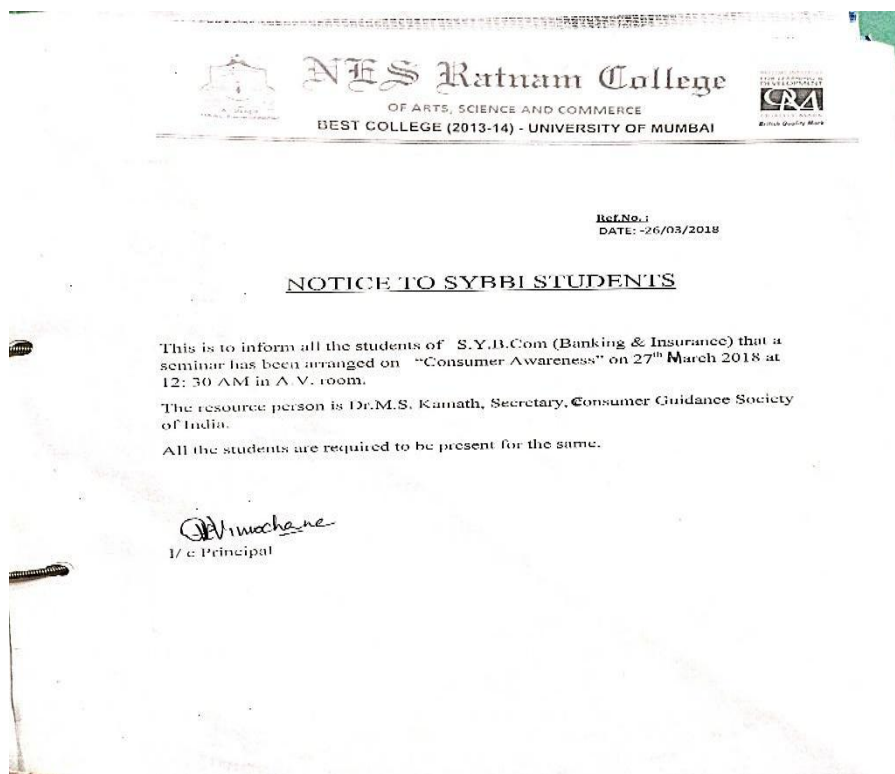 NES Ratnam College
OF ARTS, SCIENCE AND COMMERCE
BEST COLLEGE (2013-14) - UNIVERSITY OF MUMBAI
CRA
British Quality Mark
Ref.No. :
DATE: -26/03/2018
NOTICE TO SYBBI STUDENTS
This is to inform all the students of S.Y.B.Com (Banking & Insurance) that a
seminar has been arranged on "Consumer Awareness" on 27th March 2018 at
12: 30 AM in A.V. room.
The resource person is Dr.M.S. Kamath, Secretary, Consumer Guidance Society
of India.
All the students are required to be present for the same.
I/ c Principal